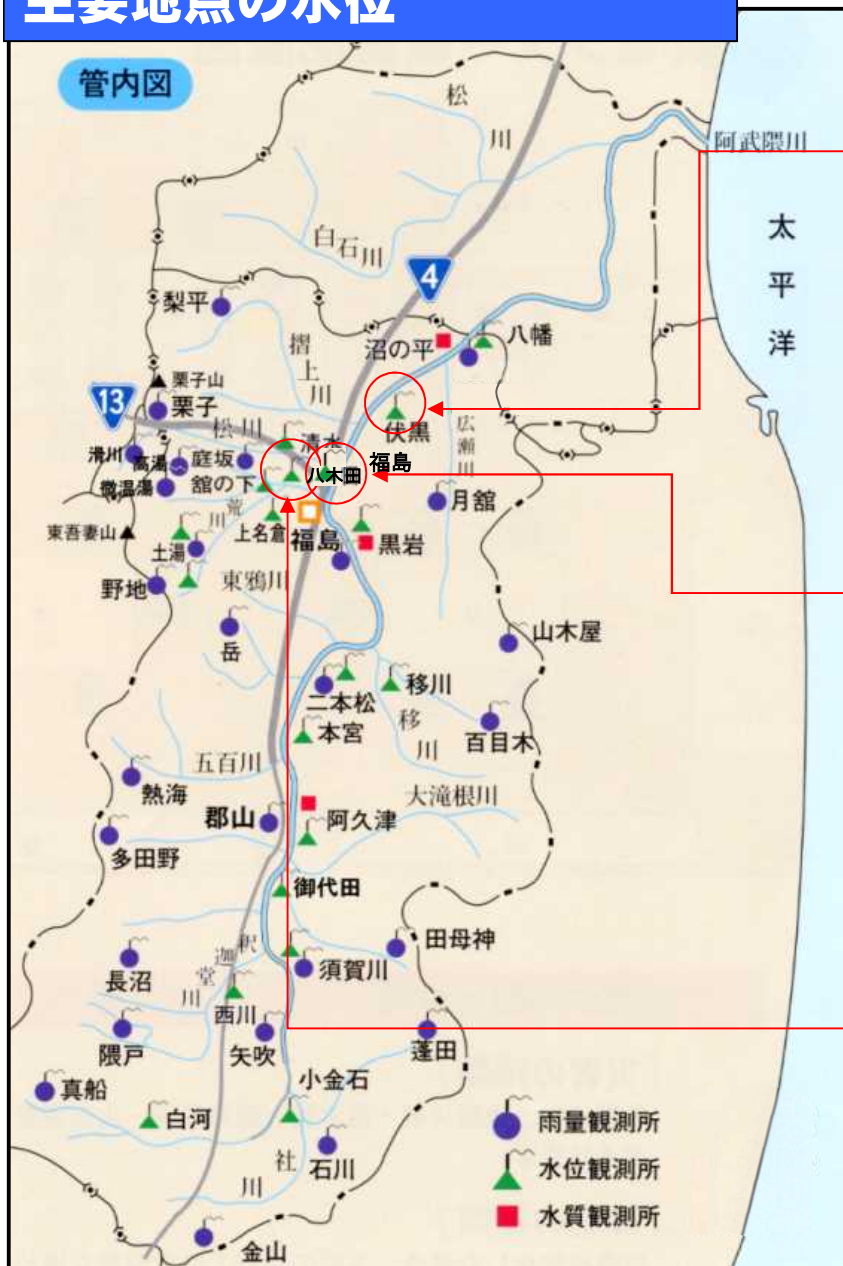 主要地点の水位
管内図
松川
阿武隈川
太平洋
白石川
4
梨平
摺上川
沼の平
八幡
栗子山
13
栗子
松川
清水
伏黒
広瀬川
滑川
高湯
庭坂
八木田
福島
微温湯
舘の下
月舘
荒川
東吾妻山
上名倉
福島
黒岩
土湯
野地
東鴉川
岳
山木屋
二本松
移川
移川
本宮
百目木
五百川
熱海
大滝根川
郡山
阿久津
多田野
御代田
釈迦堂川
田母神
長沼
須賀川
西川
隈戸
矢吹
蓬田
真船
小金石
白河
雨量観測所
社川
石川
水位観測所
水質観測所
金山